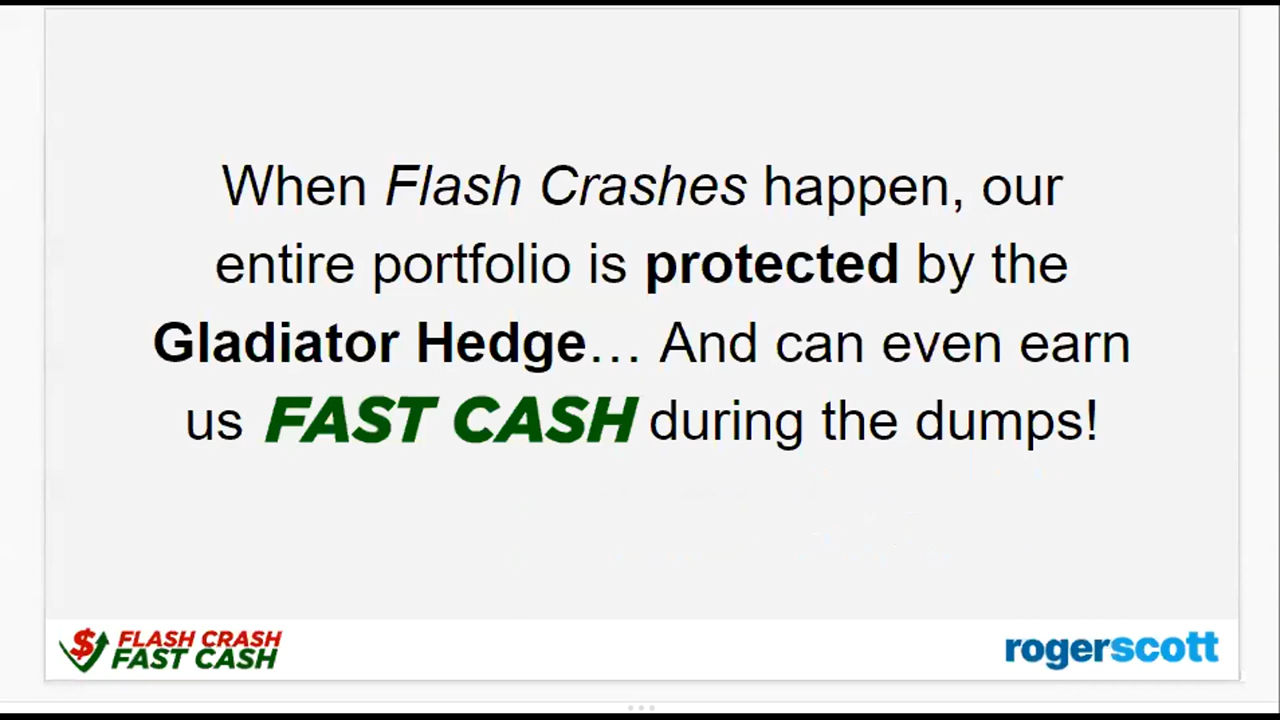 When Flash Crashes happen, our
entire portfolio is protected by the
Gladiator Hedge… And can even earn
us FAST CASH during the dumps!
$ FLASH CRASH
FAST CASH
rogerscott